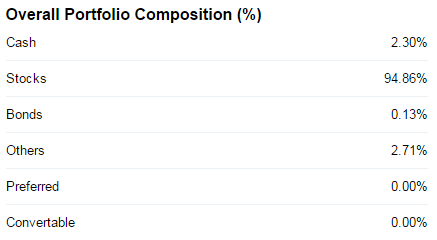 Overall Portfolio Composition (%)
Cash 2.30%
Stocks 94.86%
Bonds 0.13%
Others 2.71%
Preferred 0.00%
Convertable 0.00%